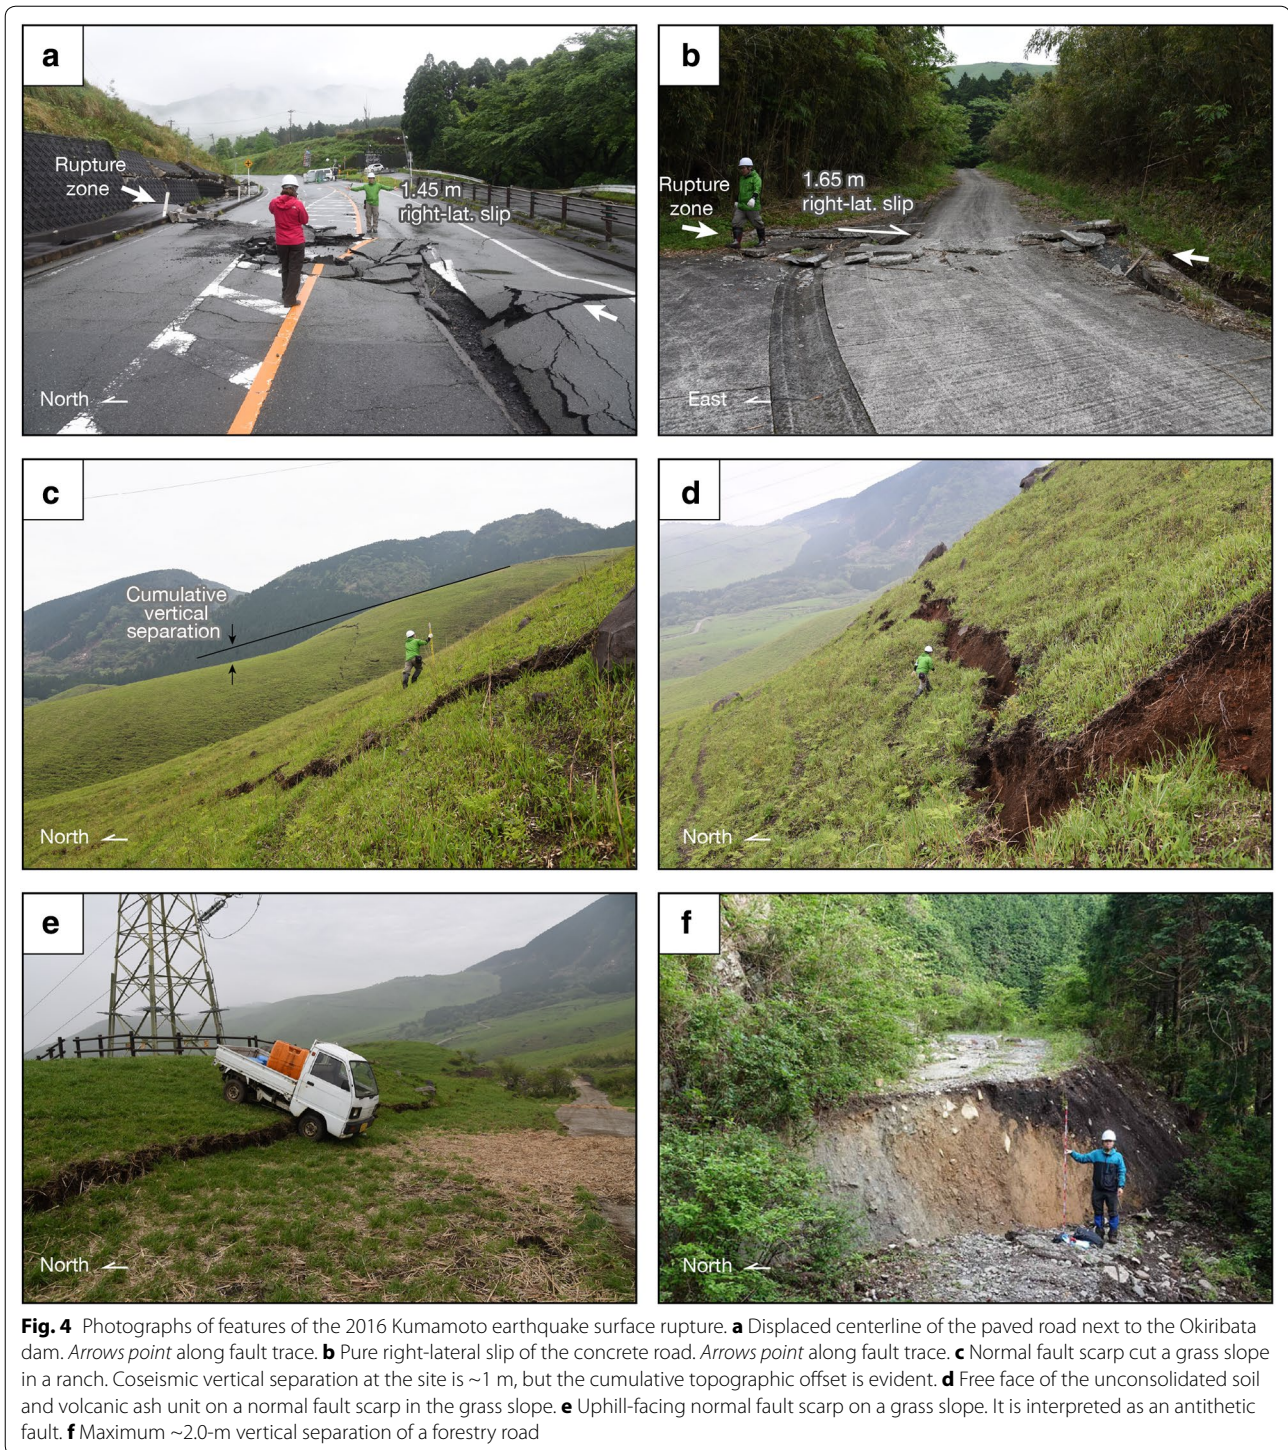 a
Rupture
zone
1.45 m
right-lat. slip
North
b
Rupture
zone
1.65 m
right-lat. slip
East
c
Cumulative
vertical
separation
North
d
North
e
North
f
North
Fig. 4 Photographs of features of the 2016 Kumamoto earthquake surface rupture. a Displaced centerline of the paved road next to the Okiribata
dam. Arrows point along fault trace. b Pure right-lateral slip of the concrete road. Arrows point along fault trace. c Normal fault scarp cut a grass slope
in a ranch. Coseismic vertical separation at the site is ~1 m, but the cumulative topographic offset is evident. d Free face of the unconsolidated soil
and volcanic ash unit on a normal fault scarp in the grass slope. e Uphill-facing normal fault scarp on a grass slope. It is interpreted as an antithetic
fault. f Maximum ~2.0-m vertical separation of a forestry road